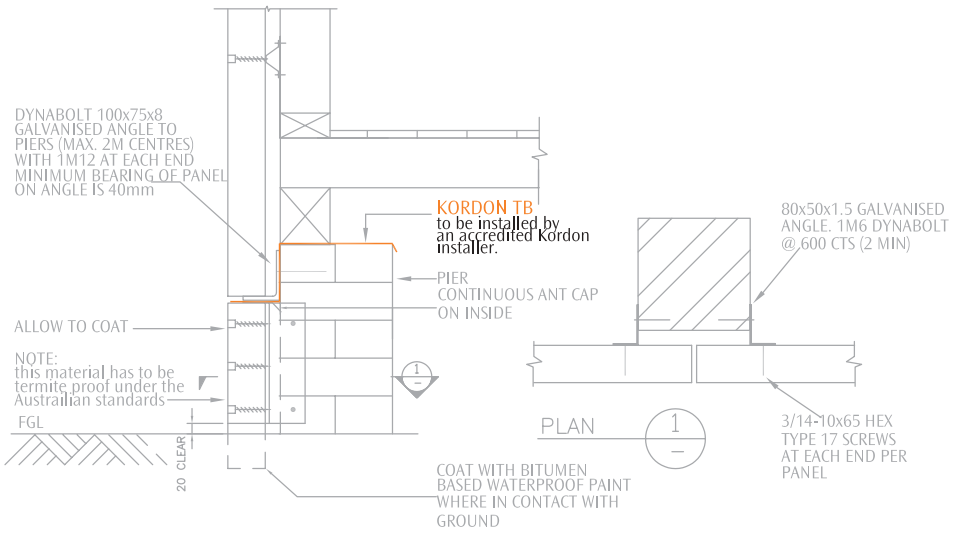 DYNABOLT 100x75x8
GALVANISED ANGLE TO
PIERS (MAX. 2M CENTRES)
WITH 1M12 AT EACH END
MINIMUM BEARING OF PANEL
ON ANGLE IS 40mm
KORDON TB
to be installed by
an accredited Kordon
installer.
PIER
CONTINUOUS ANT CAP
ON INSIDE
ALLOW TO COAT
NOTE:
this material has to be
termite proof under the
Austrailian standards
FGL
20 CLEAR
1
–
COAT WITH BITUMEN
BASED WATERPROOF PAINT
WHERE IN CONTACT WITH
GROUND
80x50x1.5 GALVANISED
ANGLE. 1M6 DYNABOLT
@ 600 CTS (2 MIN)
PLAN
1
–
3/14-10x65 HEX
TYPE 17 SCREWS
AT EACH END PER
PANEL